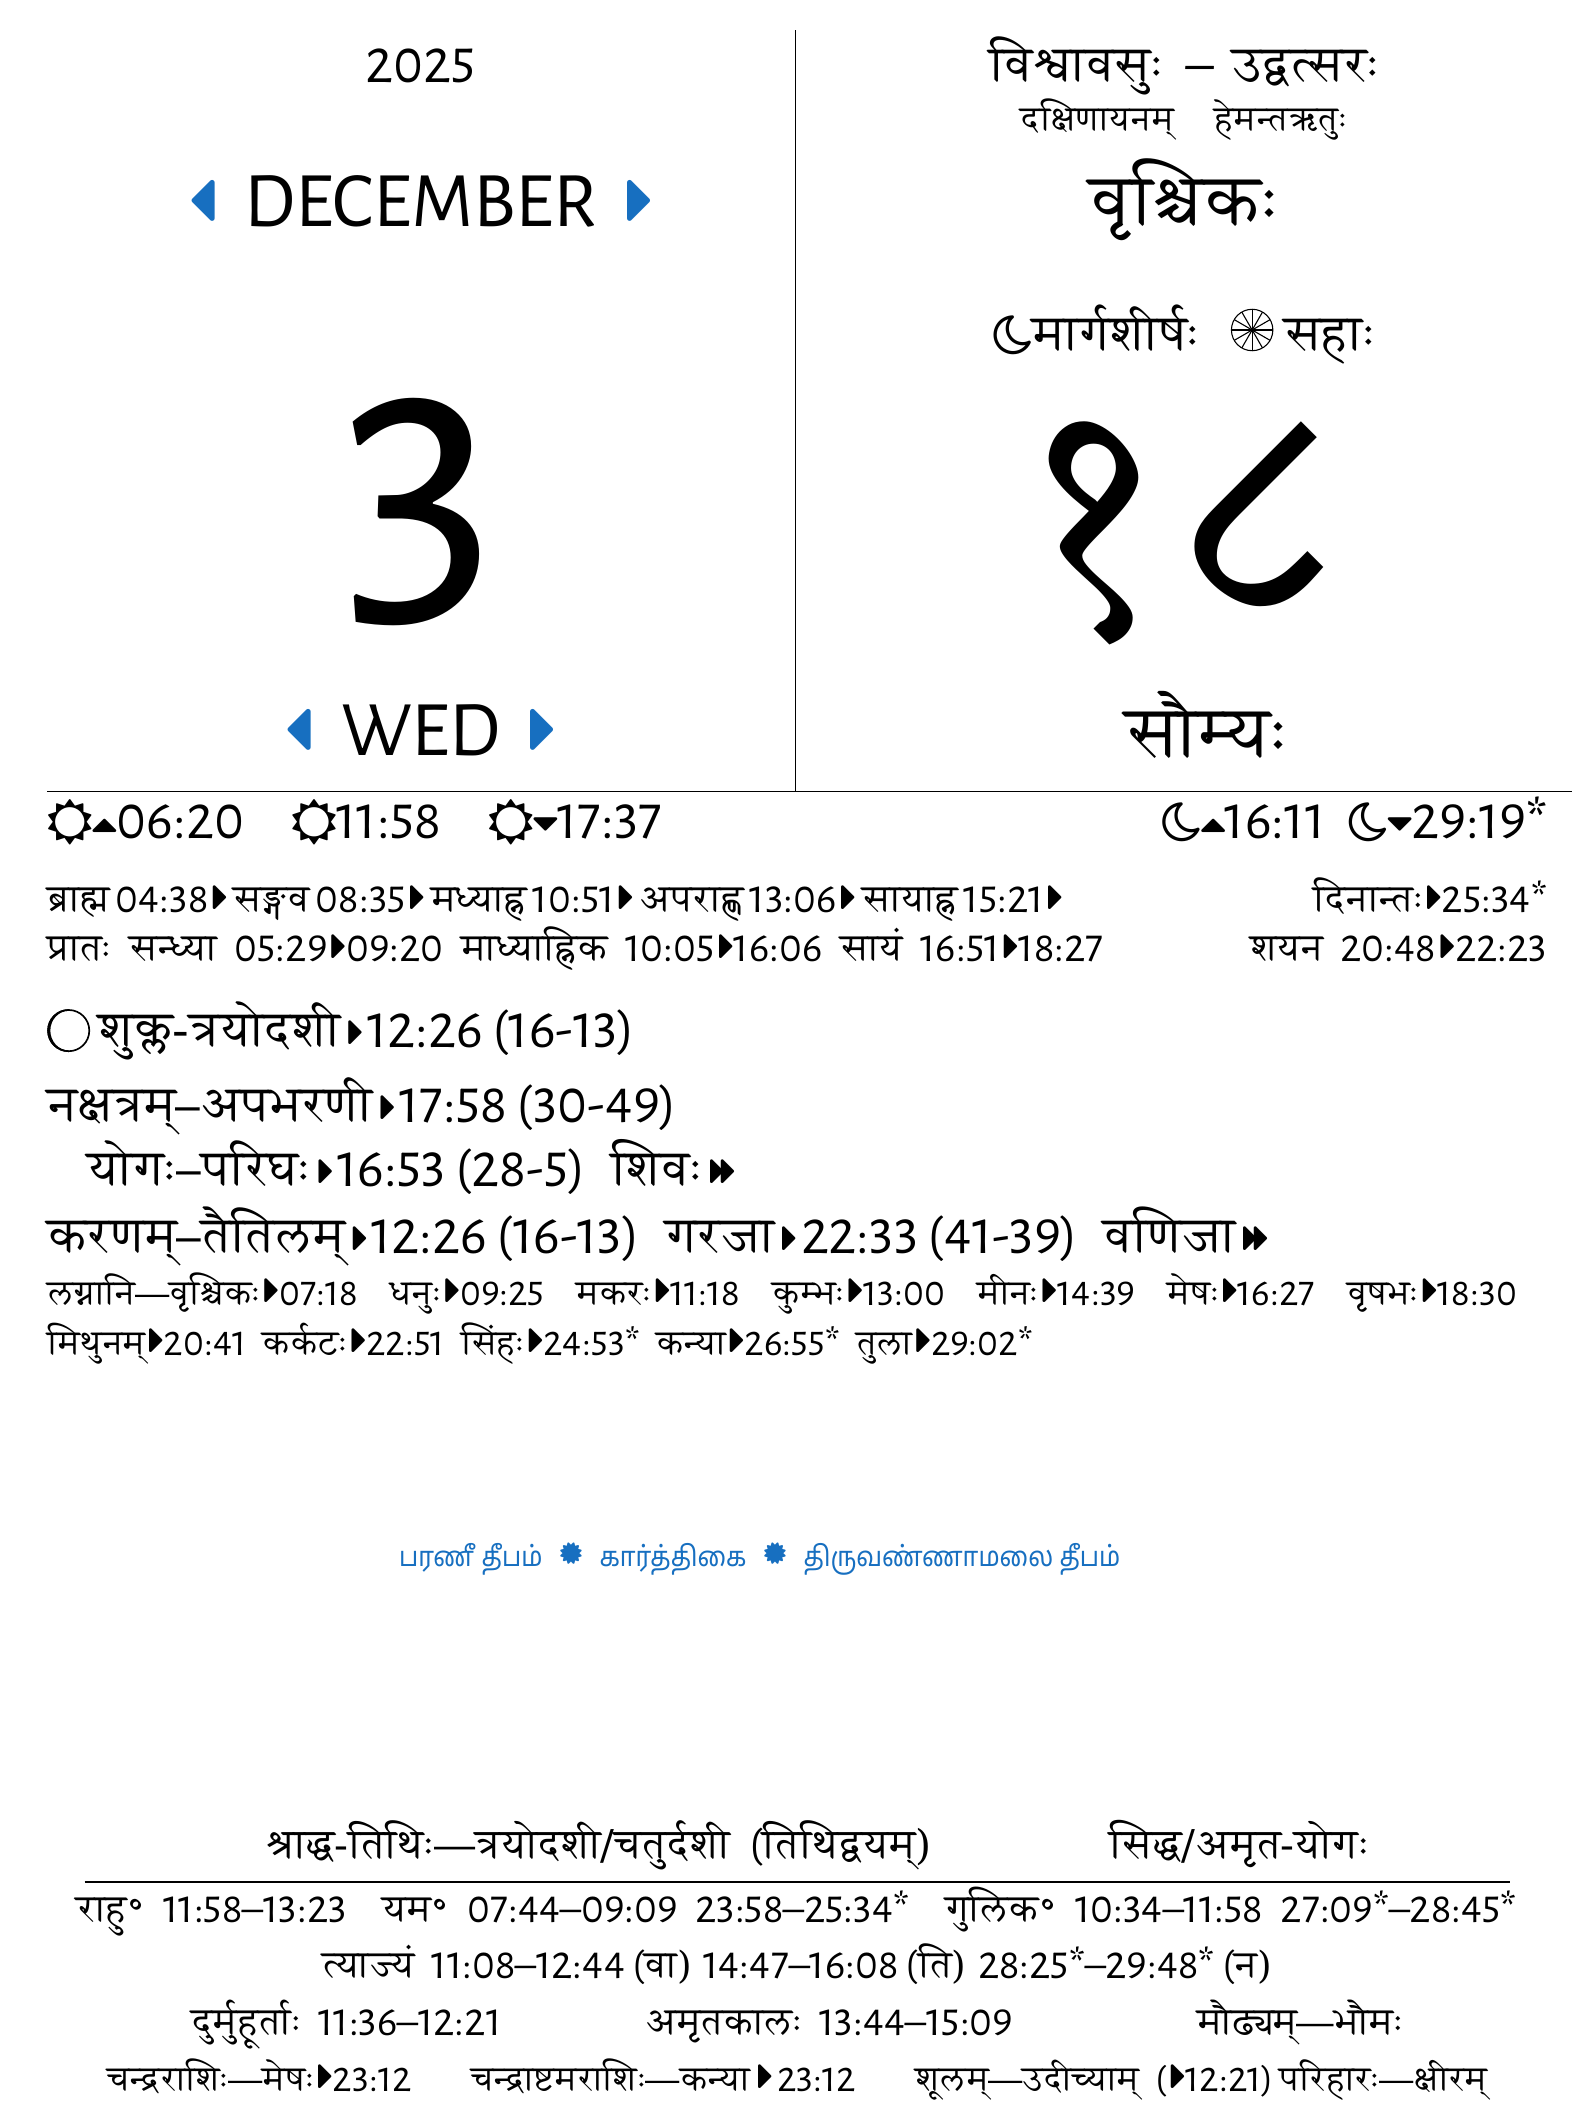 2025
DECEMBER
3
WED
विश्वावसुः – उद्वत्सरः
दक्षिणायनम् हेमन्तऋतुः
वृश्चिकः
मार्गशीर्षः सहाः
१८
सौम्यः
06:20 11:58 17:37 16:11 29:19*
ब्राह्म 04:38 सङ्गव 08:35 मध्याह्न 10:51 अपराह्ण 13:06 सायाह्न 15:21 दिनान्तः 25:34*
प्रातः सन्ध्या 05:29 09:20 माध्याह्निक 10:05 16:06 सायं 16:51 18:27 शयन 20:48 22:23
शुक्ल-त्रयोदशी 12:26 (16-13)
नक्षत्रम्–अपभरणी 17:58 (30-49)
योगः–परिघः 16:53 (28-5) शिवः
करणम्–तैतिलम् 12:26 (16-13) गरजा 22:33 (41-39) वणिजा
लग्नानि—वृश्चिकः 07:18 धनुः 09:25 मकरः 11:18 कुम्भः 13:00 मीनः 14:39 मेषः 16:27 वृषभः 18:30
मिथुनम् 20:41 कर्कटः 22:51 सिंहः 24:53* कन्या 26:55* तुला 29:02*
பரணீ தீபம் ✹ கார்த்திகை ✹ திருவண்ணாமலை தீபம்
श्राद्ध-तिथिः—त्रयोदशी/चतुर्दशी (तिथिद्वयम्) सिद्ध/अमृत-योगः
राहु॰ 11:58–13:23 यम॰ 07:44–09:09 23:58–25:34* गुलिक॰ 10:34–11:58 27:09*–28:45*
त्याज्यं 11:08–12:44 (वा) 14:47–16:08 (ति) 28:25*–29:48* (न)
दुर्मुहूर्ताः 11:36–12:21 अमृतकालः 13:44–15:09 मौढ्यम्—भौमः
चन्द्रराशिः—मेषः 23:12 चन्द्राष्टमराशिः—कन्या 23:12 शूलम्—उदीच्याम् (12:21) परिहारः—क्षीरम्